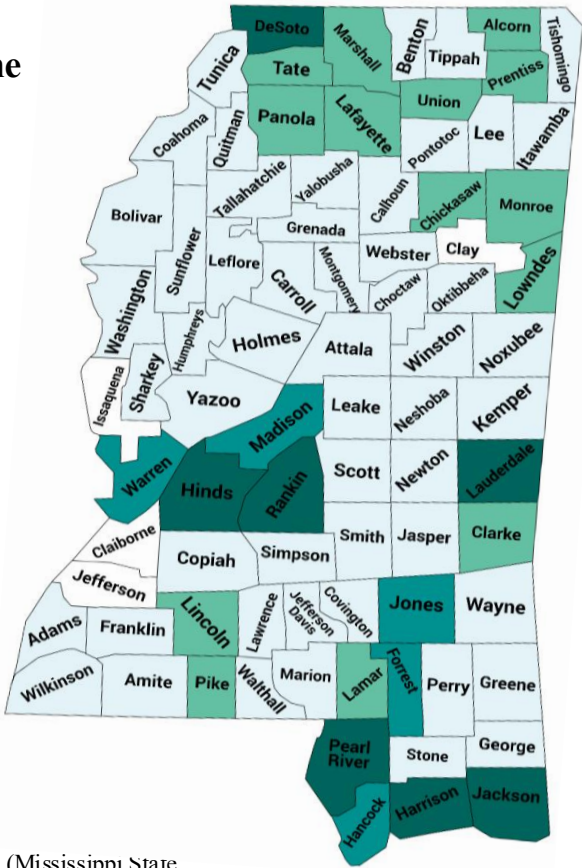 ne
DeSoto
Marshall
Benton
Tippah
Alcorn
Tishomingo
Prentiss
Tunica
Tate
Panola
Lafayette
Union
Pontotoc
Lee
Itawamba
Coahoma
Quitman
Tallahatchie
Yalobusha
Calhoun
Chickasaw
Monroe
Bolivar
Sunflower
Leflore
Grenada
Webster
Clay
Lowndes
Washington
Humphreys
Carroll
Montgomery
Choctaw
Oktibbeha
Holmes
Attala
Winston
Noxubee
Issaquena
Sharkey
Yazoo
Madison
Leake
Neshoba
Kemper
Warren
Hinds
Rankin
Scott
Newton
Lauderdale
Claiborne
Copiah
Simpson
Smith
Jasper
Clarke
Jefferson
Lincoln
Lawrence
Jefferson
Davis
Covington
Jones
Wayne
Adams
Franklin
Wilkinson
Amite
Pike
Walthall
Marion
Lamar
Forrest
Perry
Greene
Pearl
River
Stone
George
Hancock
Harrison
Jackson
(Mississippi State